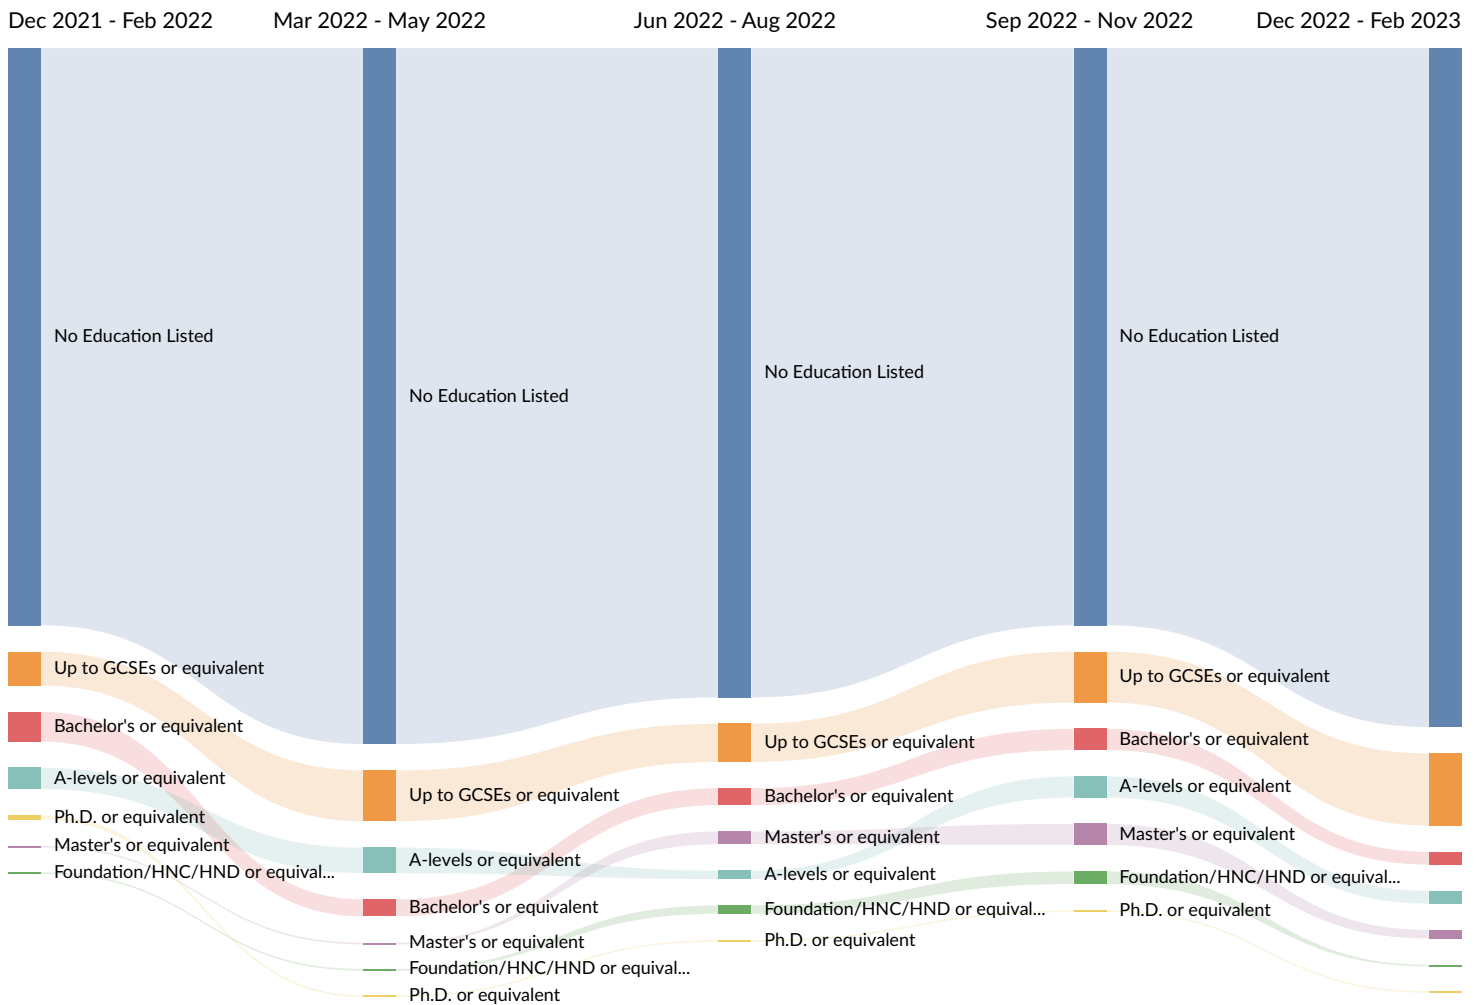 Dec 2021 - Feb 2022
Mar 2022 - May 2022
Jun 2022 - Aug 2022
Sep 2022 - Nov 2022
Dec 2022 - Feb 2023
No Education Listed
Up to GCSEs or equivalent
Bachelor's or equivalent
A-levels or equivalent
Ph.D. or equivalent
Master's or equivalent
Foundation/HNC/HND or equival...
No Education Listed
Up to GCSEs or equivalent
A-levels or equivalent
Bachelor's or equivalent
Master's or equivalent
Foundation/HNC/HND or equival...
Ph.D. or equivalent
No Education Listed
Up to GCSEs or equivalent
Bachelor's or equivalent
Master's or equivalent
A-levels or equivalent
Foundation/HNC/HND or equival...
Ph.D. or equivalent
No Education Listed
Up to GCSEs or equivalent
Bachelor's or equivalent
A-levels or equivalent
Master's or equivalent
Foundation/HNC/HND or equival...
Ph.D. or equivalent